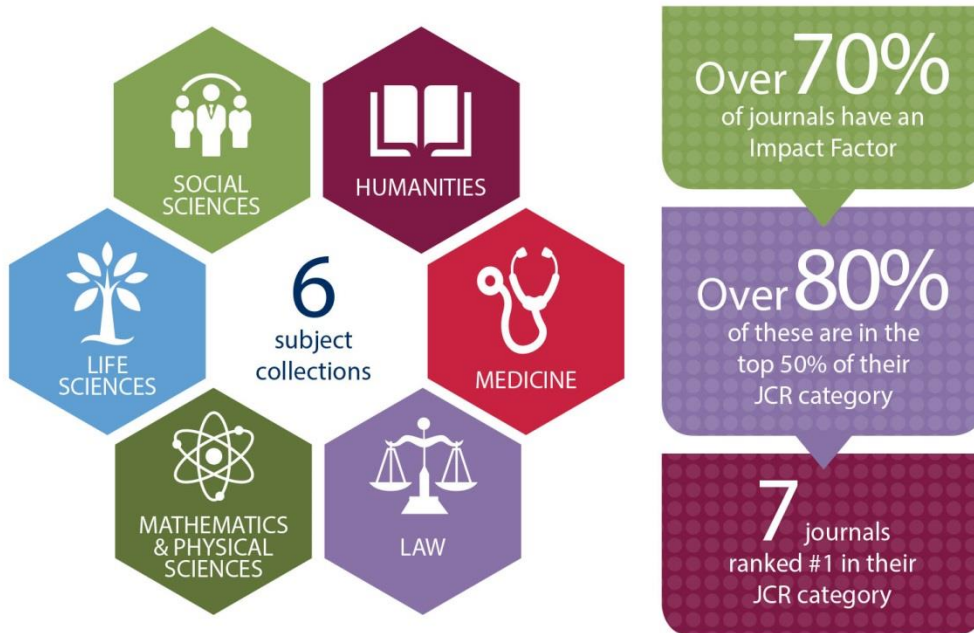 SOCIAL
SCIENCES
HUMANITIES
LIFE
SCIENCES
6
subject
collections
MEDICINE
MATHEMATICS
& PHYSICAL
SCIENCES
LAW
Over 70%
of journals have an
Impact Factor
Over 80%
of these are in the
top 50% of their
JCR category
7 journals
ranked #1 in their
JCR category